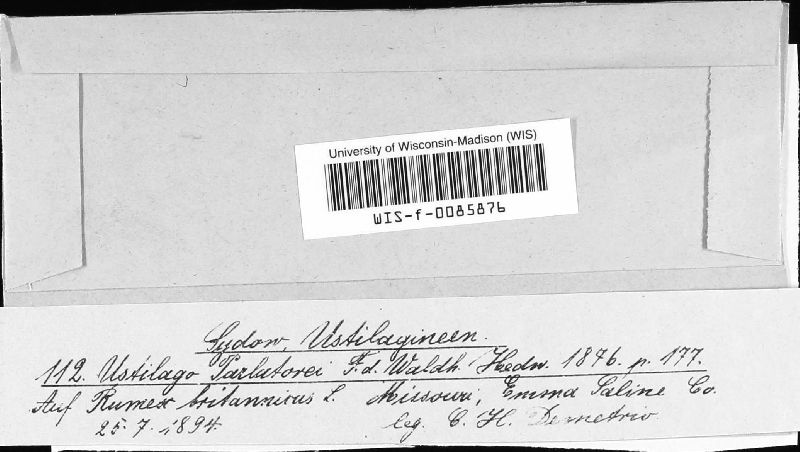 University of Wisconsin-Madison (WIS)
WIS-f-0085876
Sydow, Ustilagineen.
112. Ustilago Parlatorei F. d. Waldh. Hedw. 1876. p. 177.
Auf Rumex britannicus L. Missouri, Emma Saline Co.
25. 7. 1894. leg. C. H. Demetrio